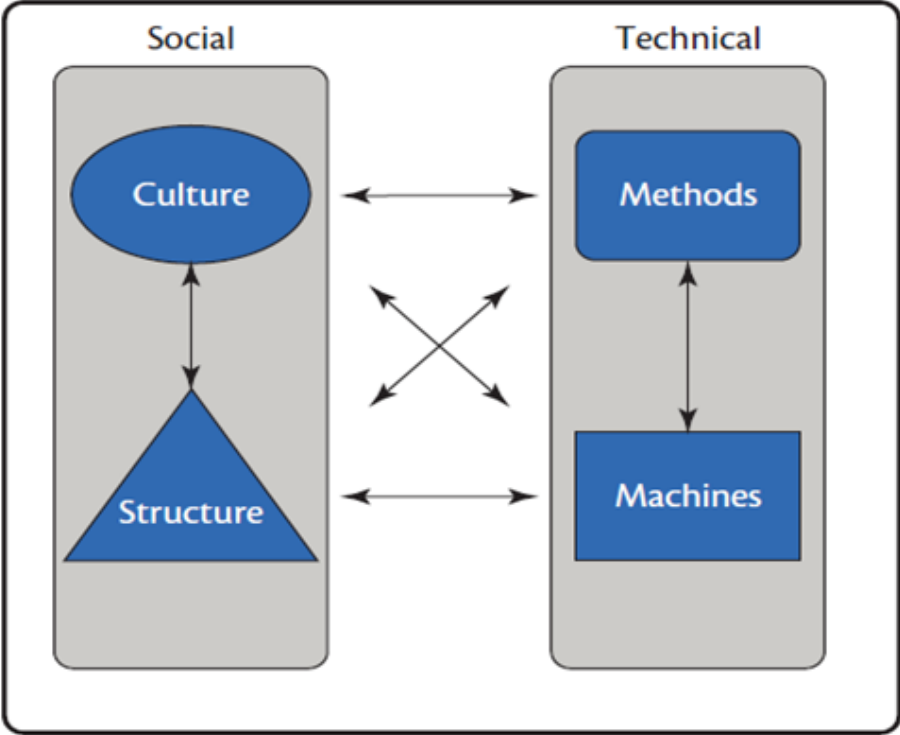 Social
Technical
Culture
Methods
Structure
Machines